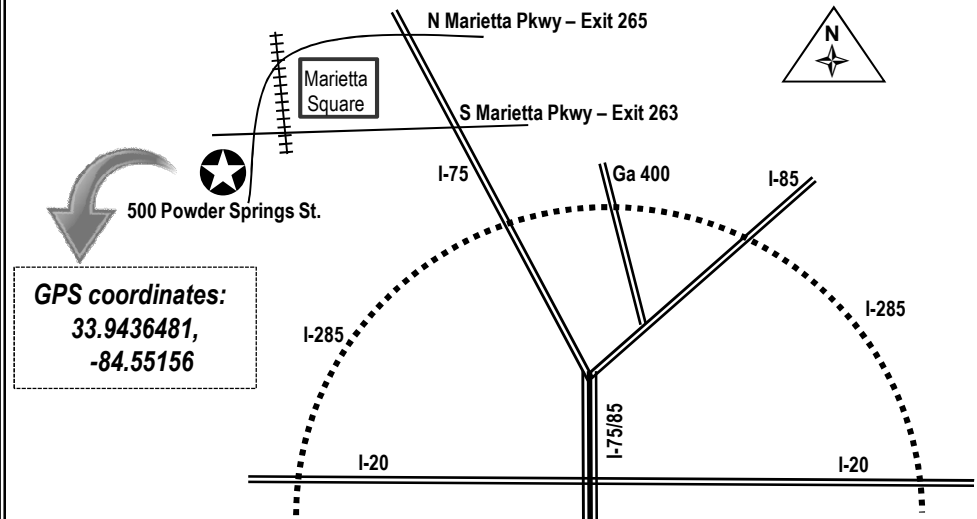 N Marietta Pkwy – Exit 265
N
Marietta
Square
S Marietta Pkwy – Exit 263
I-75
Ga 400
I-85
500 Powder Springs St.
GPS coordinates:
33.9436481,
-84.55156
I-285
I-285
I-75/85
I-20
I-20